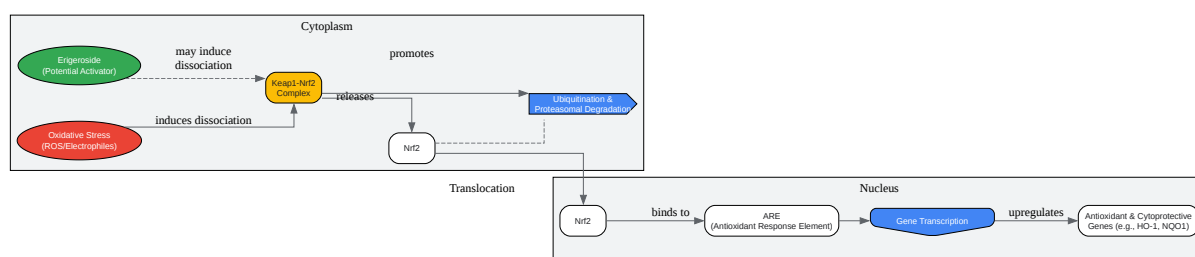 Cytoplasm
Erigeroside
(Potential Activator)
may induce
dissociation
promotes
Keap1-Nrf2
Complex
releases
Ubiquitination &
Proteasomal Degradation
Oxidative Stress
(ROS/Electrophiles)
induces dissociation
Nrf2
Translocation
Nucleus
Nrf2
binds to
ARE
(Antioxidant Response Element)
Gene Transcription
upregulates
Antioxidant & Cytoprotective
Genes (e.g., HO-1, NQO1)